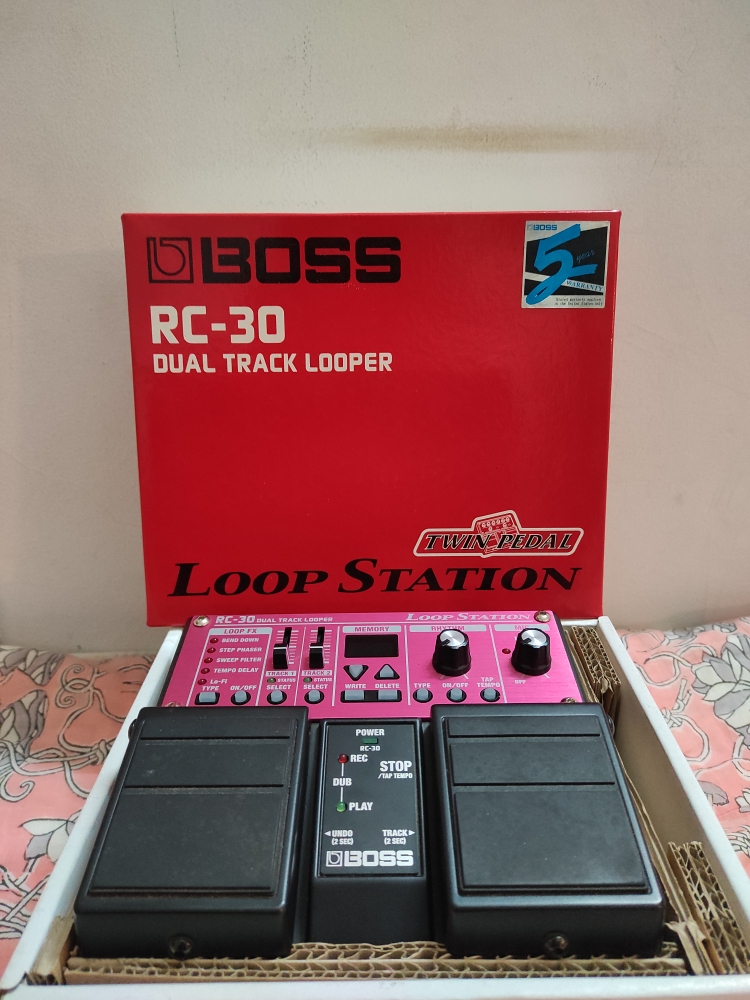 BOSS
RC-30
DUAL TRACK LOOPER
BOSS
5
year
WARRANTY
TWIN PEDAL
LOOP STATION
RC-30 DUAL TRACK LOOPER
LOOP STATION
LOOP FX
BEND DOWN
STEP PHASER
SWEEP FILTER
TEMPO DELAY
Lo-Fi
TYPE
ON/OFF
TRACK 1
STATUS
SELECT
TRACK 2
STATUS
SELECT
MEMORY
WRITE
DELETE
RHYTHM
TYPE
ON/OFF
TAP
TEMPO
OFF
POWER
RC-30
REC
STOP
/TAP TEMPO
DUB
PLAY
◄UNDO
(2 SEC)
TRACK►
(2 SEC)
BOSS